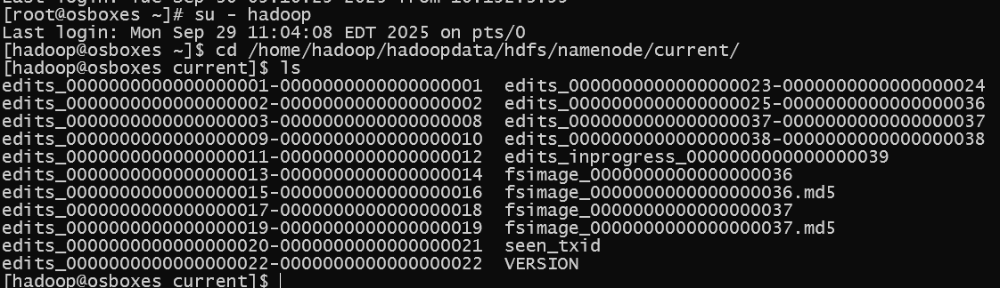 [root@osboxes ~]# su - hadoop
Last login: Mon Sep 29 11:04:08 EDT 2025 on pts/0
[hadoop@osboxes ~]$ cd /home/hadoop/hadoopdata/hdfs/namenode/current/
[hadoop@osboxes current]$ ls
edits_0000000000000000001-0000000000000000001  edits_0000000000000000023-0000000000000000024
edits_0000000000000000002-0000000000000000002  edits_0000000000000000025-0000000000000000036
edits_0000000000000000003-0000000000000000008  edits_0000000000000000037-0000000000000000037
edits_0000000000000000009-0000000000000000010  edits_0000000000000000038-0000000000000000038
edits_0000000000000000011-0000000000000000012  edits_inprogress_0000000000000000039
edits_0000000000000000013-0000000000000000014  fsimage_0000000000000000036
edits_0000000000000000015-0000000000000000016  fsimage_0000000000000000036.md5
edits_0000000000000000017-0000000000000000018  fsimage_0000000000000000037
edits_0000000000000000019-0000000000000000019  fsimage_0000000000000000037.md5
edits_0000000000000000020-0000000000000000021  seen_txid
edits_0000000000000000022-0000000000000000022  VERSION
[hadoop@osboxes current]$